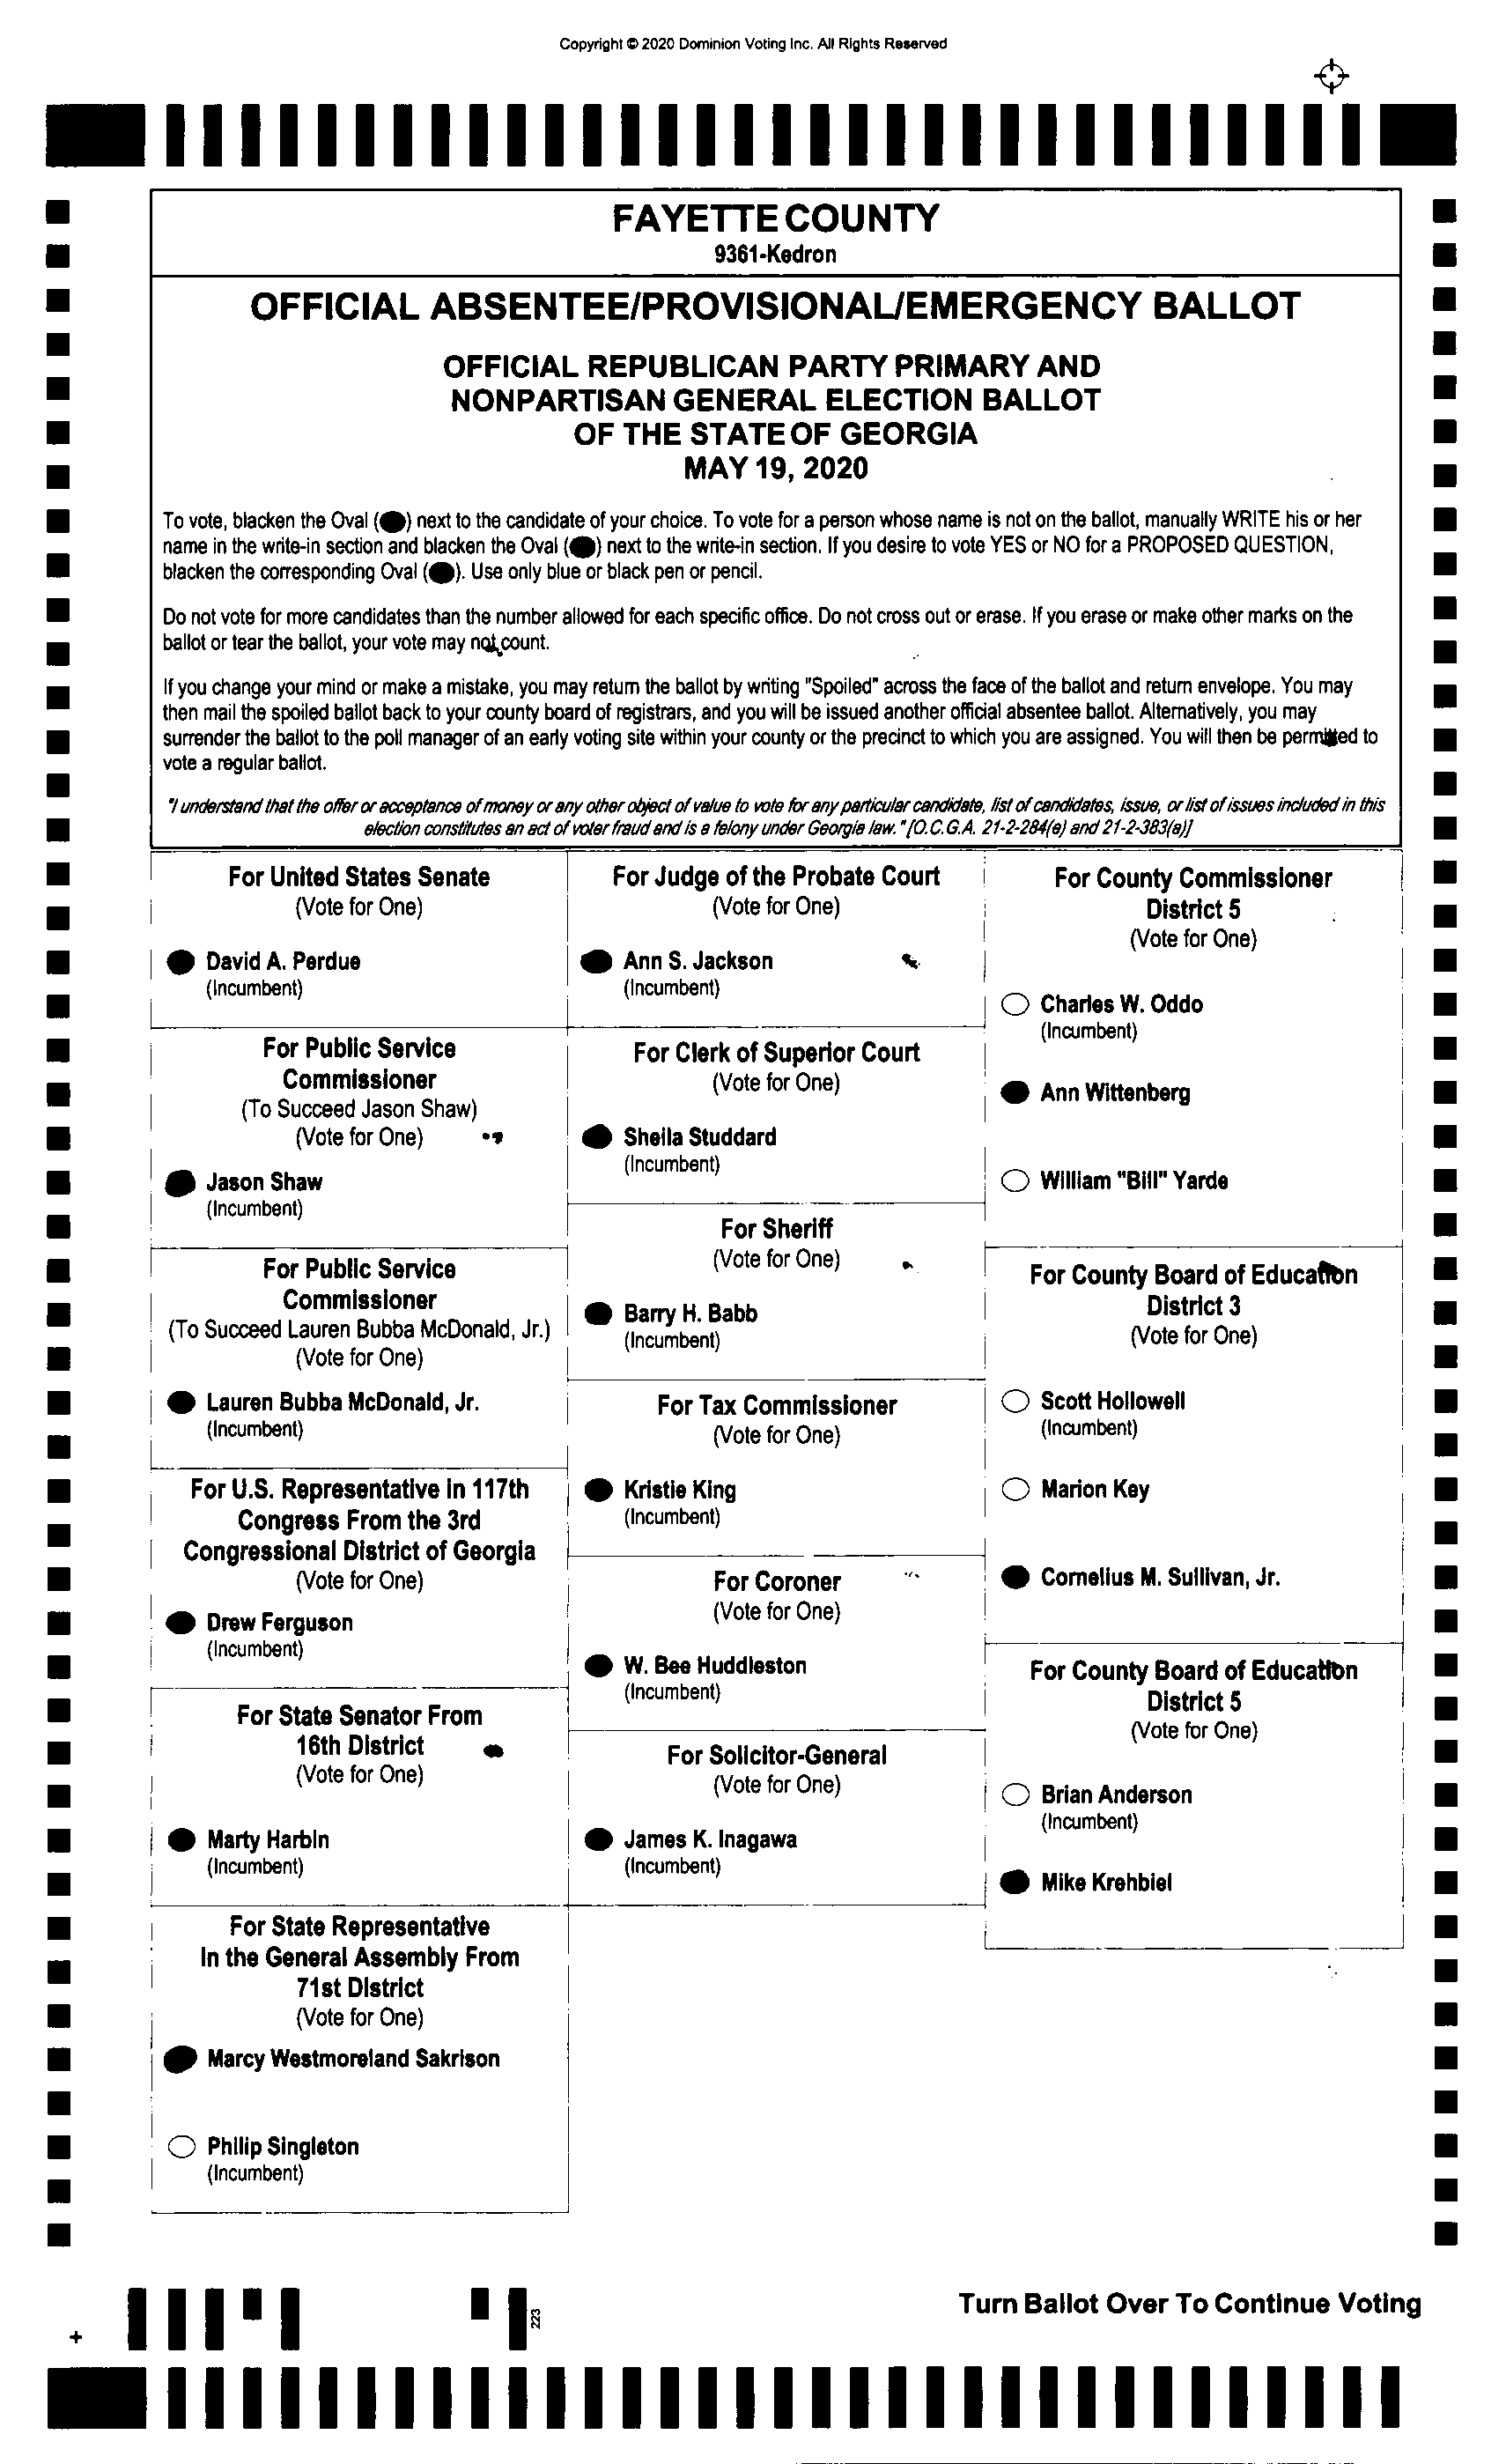 Copyright © 2020 Dominion Voting Inc. All Rights Reserved
FAYETTE COUNTY
9361-Kedron
OFFICIAL ABSENTEE/PROVISIONAL/EMERGENCY BALLOT
OFFICIAL REPUBLICAN PARTY PRIMARY AND
NONPARTISAN GENERAL ELECTION BALLOT
OF THE STATE OF GEORGIA
MAY 19, 2020
To vote, blacken the Oval () next to the candidate of your choice. To vote for a person whose name is not on the ballot, manually WRITE his or her
name in the write-in section and blacken the Oval () next to the write-in section. If you desire to vote YES or NO for a PROPOSED QUESTION,
blacken the corresponding Oval (). Use only blue or black pen or pencil.
Do not vote for more candidates than the number allowed for each specific office. Do not cross out or erase. If you erase or make other marks on the
ballot or tear the ballot, your vote may not count.
If you change your mind or make a mistake, you may return the ballot by writing "Spoiled" across the face of the ballot and return envelope. You may
then mail the spoiled ballot back to your county board of registrars, and you will be issued another official absentee ballot. Alternatively, you may
surrender the ballot to the poll manager of an early voting site within your county or the precinct to which you are assigned. You will then be permitted to
vote a regular ballot.
"I understand that the offer or acceptance of money or any other object of value to vote for any particular candidate, list of candidates, issue, or list of issues included in this
election constitutes an act of voter fraud and is a felony under Georgia law." [O.C.G.A. 21-2-284(e) and 21-2-383(a)]
For United States Senate
(Vote for One)
David A. Perdue
(Incumbent)
For Public Service
Commissioner
(To Succeed Jason Shaw)
(Vote for One)
Jason Shaw
(Incumbent)
For Public Service
Commissioner
(To Succeed Lauren Bubba McDonald, Jr.)
(Vote for One)
Lauren Bubba McDonald, Jr.
(Incumbent)
For U.S. Representative in 117th
Congress From the 3rd
Congressional District of Georgia
(Vote for One)
Drew Ferguson
(Incumbent)
For State Senator From
16th District
(Vote for One)
Marty Harbin
(Incumbent)
For State Representative
In the General Assembly From
71st District
(Vote for One)
Marcy Westmoreland Sakrison
Philip Singleton
(Incumbent)
For Judge of the Probate Court
(Vote for One)
Ann S. Jackson
(Incumbent)
For Clerk of Superior Court
(Vote for One)
Sheila Studdard
(Incumbent)
For Sheriff
(Vote for One)
Barry H. Babb
(Incumbent)
For Tax Commissioner
(Vote for One)
Kristie King
(Incumbent)
For Coroner
(Vote for One)
W. Bee Huddleston
(Incumbent)
For Solicitor-General
(Vote for One)
James K. Inagawa
(Incumbent)
For County Commissioner
District 5
(Vote for One)
Charles W. Oddo
(Incumbent)
Ann Wittenberg
William "Bill" Yarde
For County Board of Education
District 3
(Vote for One)
Scott Hollowell
(Incumbent)
Marion Key
Cornelius M. Sullivan, Jr.
For County Board of Education
District 5
(Vote for One)
Brian Anderson
(Incumbent)
Mike Krehbiel
Turn Ballot Over To Continue Voting
223